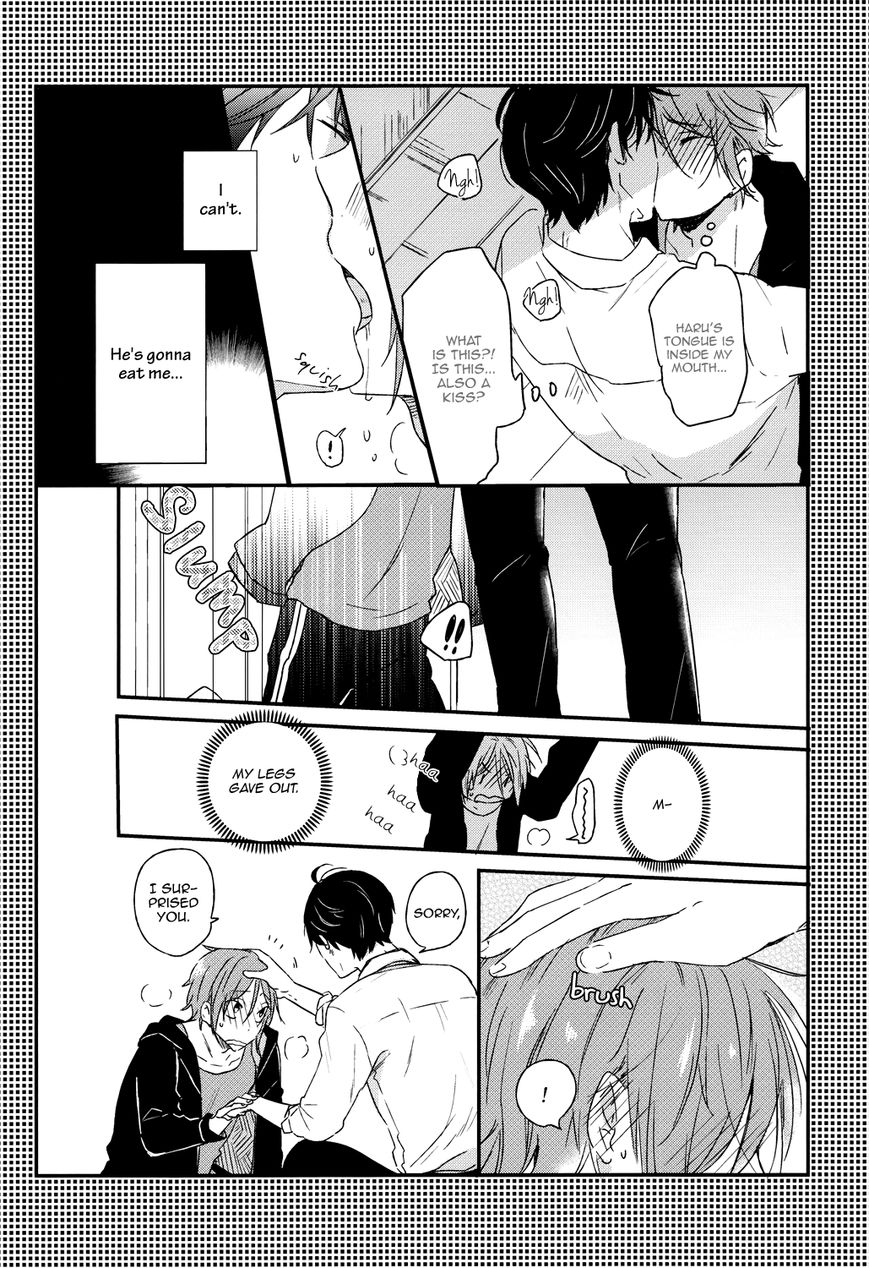 Ngh!
HARU'S
TONGUE IS
INSIDE MY
MOUTH...
Ngh!
WHAT
IS THIS?!
IS THIS...
ALSO A
KISS?
squish
!
I
can't.
He's gonna
eat me...
!!
SIMMP
M-
haa
haa
haa
MY LEGS
GAVE OUT.
brush
!
SORRY,
I SUR-
PRISED
YOU.